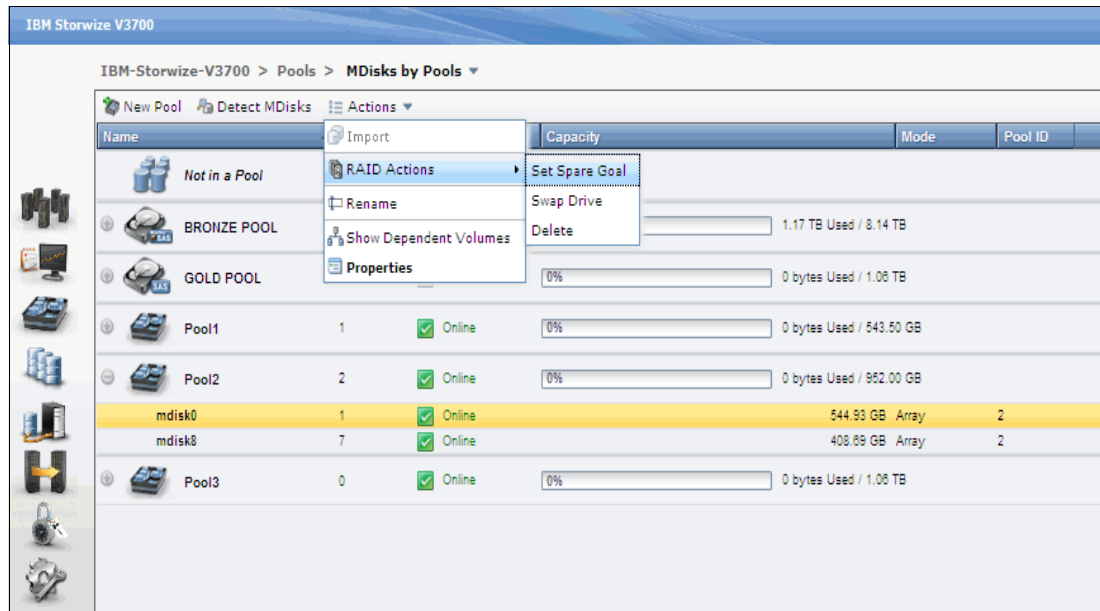 IBM Storwize V3700
IBM-Storwize-V3700 > Pools > MDisks by Pools
New Pool Detect MDisks Actions
Name Capacity Mode Pool ID
Import
RAID Actions
Rename
Show Dependent Volumes
Properties
Set Spare Goal
Swap Drive
Delete
Not in a Pool
BRONZE POOL 1.17 TB Used / 8.14 TB
GOLD POOL 0% 0 bytes Used / 1.06 TB
Pool1 1 Online 0% 0 bytes Used / 543.50 GB
Pool2 2 Online 0% 0 bytes Used / 952.00 GB
mdisk0 1 Online 544.93 GB Array 2
mdisk8 7 Online 408.69 GB Array 2
Pool3 0 Online 0% 0 bytes Used / 1.06 TB